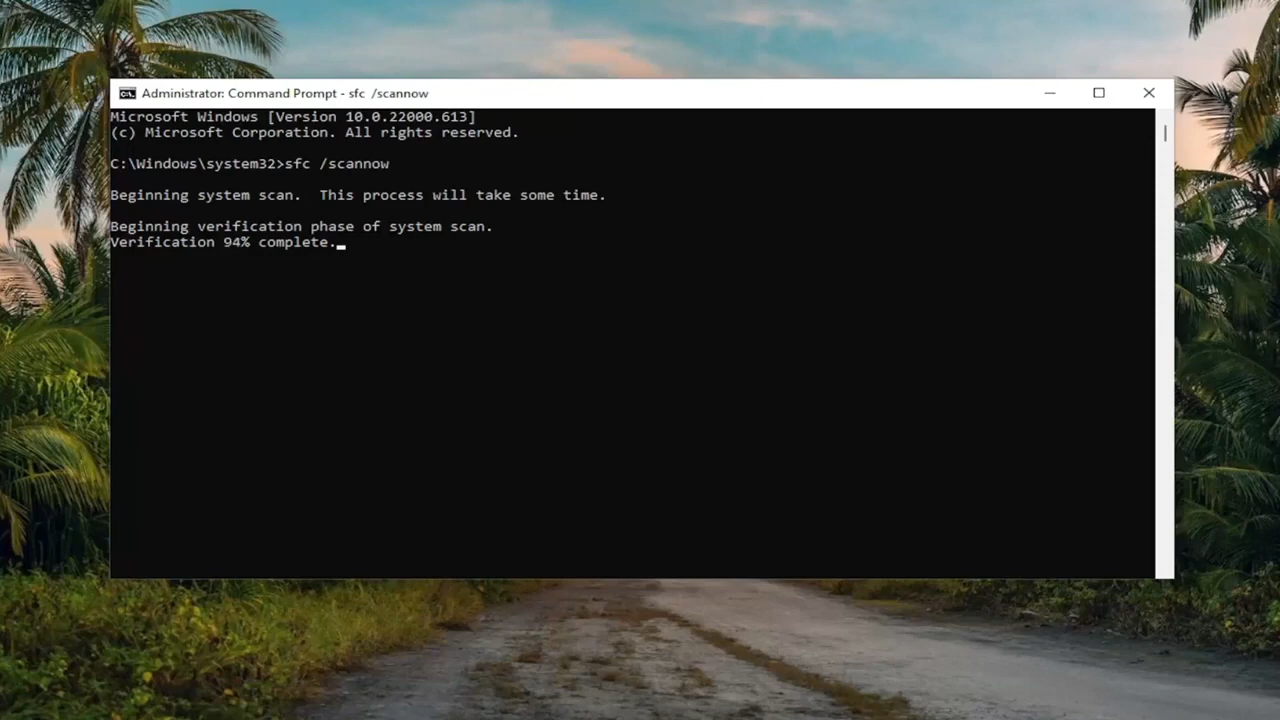 Administrator: Command Prompt - sfc  /scannow
Microsoft Windows [Version 10.0.22000.613]
(c) Microsoft Corporation. All rights reserved.
C:\Windows\system32>sfc /scannow
Beginning system scan.  This process will take some time.
Beginning verification phase of system scan.
Verification 94% complete.